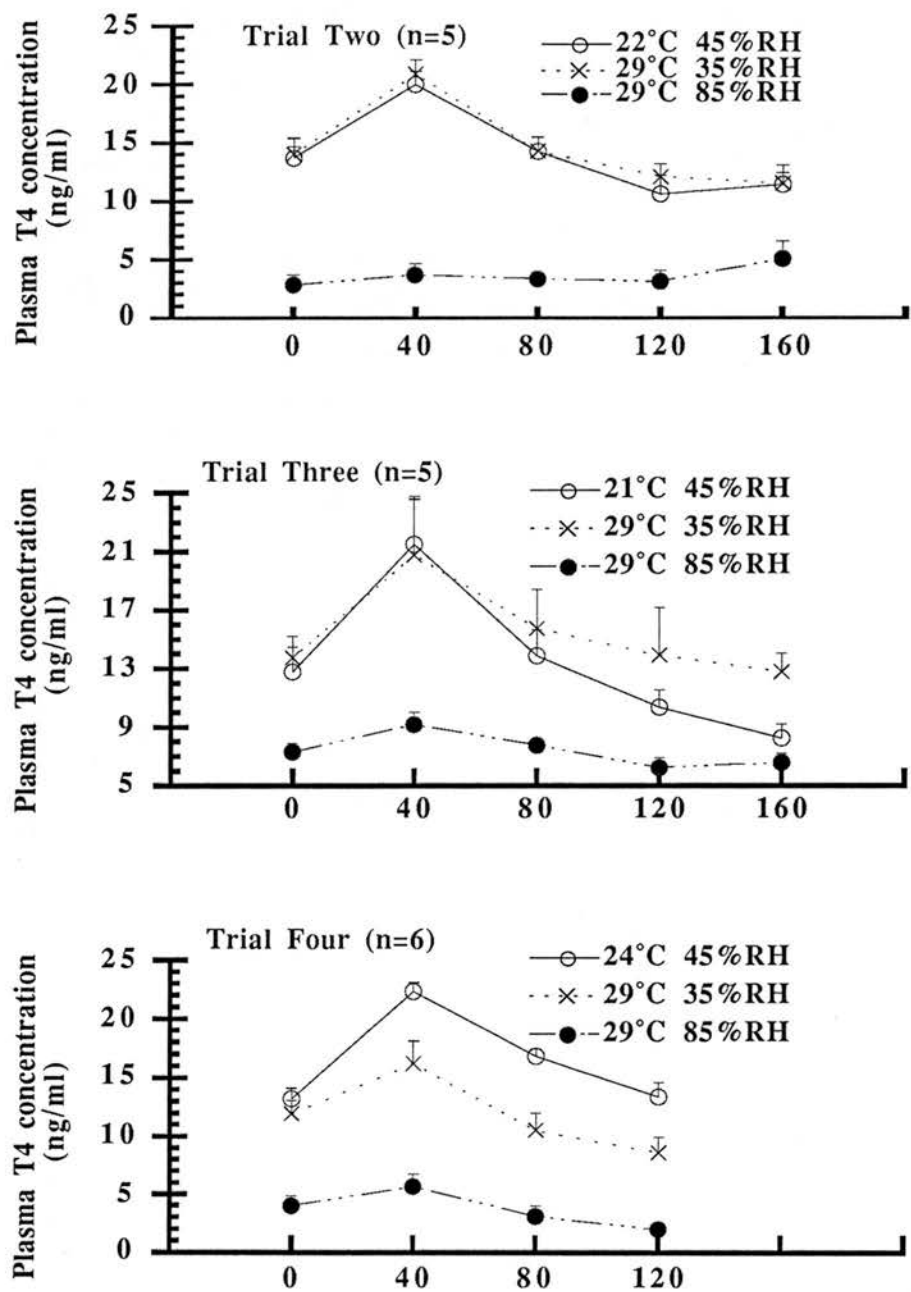 Trial Two (n=5)
22°C 45%RH
29°C 35%RH
29°C 85%RH
Plasma T4 concentration
(ng/ml)
25
20
15
10
5
0
0 40 80 120 160
Trial Three (n=5)
21°C 45%RH
29°C 35%RH
29°C 85%RH
Plasma T4 concentration
(ng/ml)
25
21
17
13
9
5
0 40 80 120 160
Trial Four (n=6)
24°C 45%RH
29°C 35%RH
29°C 85%RH
Plasma T4 concentration
(ng/ml)
25
20
15
10
5
0
0 40 80 120